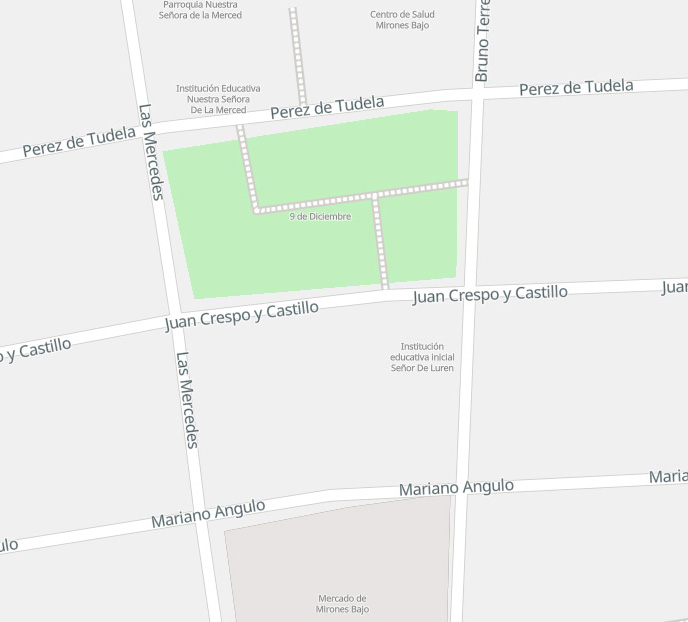 Parroquia Nuestra
Señora de la Merced
Centro de Salud
Mirones Bajo
Bruno Terre
Institución Educativa
Nuestra Señora
De La Merced
Perez de Tudela
Perez de Tudela
Perez de Tudela
Las Mercedes
9 de Diciembre
Juan Crespo y Castillo
Juan Crespo y Castillo
Juar
o y Castillo
Institución
educativa inicial
Señor De Luren
Las Mercedes
Mariano Angulo
Mariano Angulo
Maria
ulo
Mercado de
Mirones Bajo